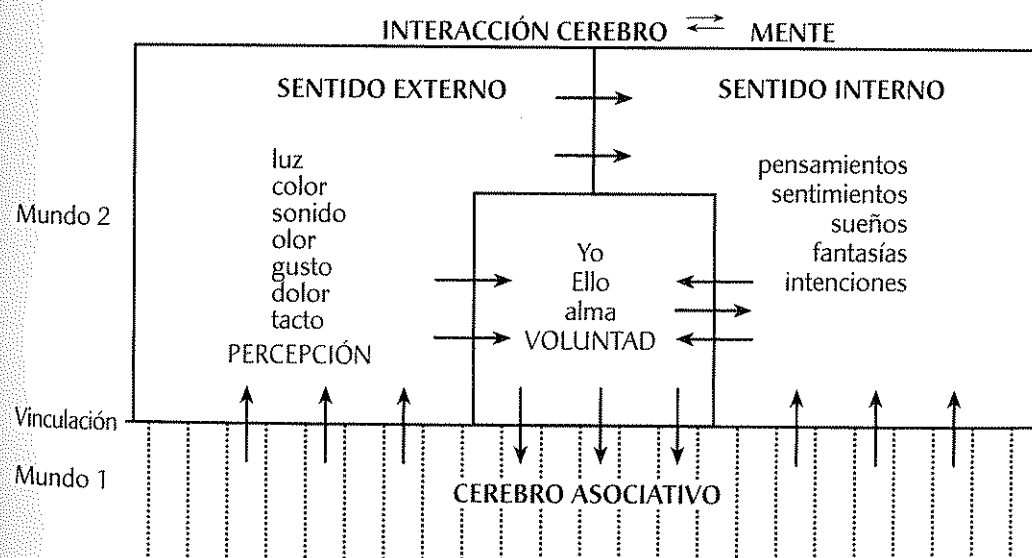 INTERACCIÓN CEREBRO ⇄ MENTE
SENTIDO EXTERNO
SENTIDO INTERNO
Mundo 2
luz
color
sonido
olor
gusto
dolor
tacto
PERCEPCIÓN
Yo
Ello
alma
VOLUNTAD
pensamientos
sentimientos
sueños
fantasías
intenciones
Vinculación
Mundo 1
CEREBRO ASOCIATIVO